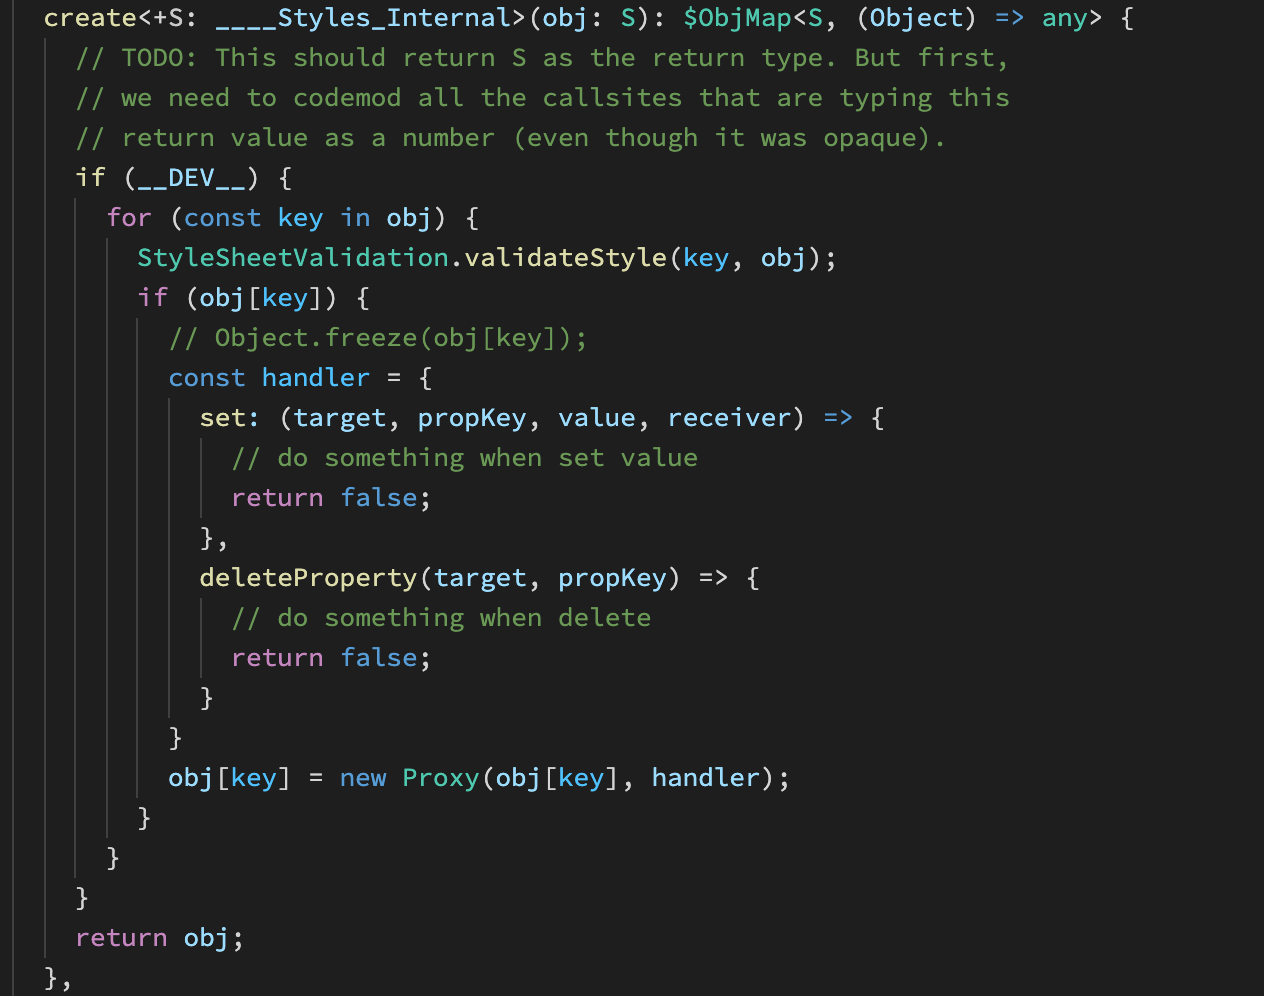 create<+S: ____Styles_Internal>(obj: S): $ObjMap<S, (Object) => any> {
// TODO: This should return S as the return type. But first,
// we need to codemod all the callsites that are typing this
// return value as a number (even though it was opaque).
if (__DEV__) {
for (const key in obj) {
StyleSheetValidation.validateStyle(key, obj);
if (obj[key]) {
// Object.freeze(obj[key]);
const handler = {
set: (target, propKey, value, receiver) => {
// do something when set value
return false;
},
deleteProperty(target, propKey) => {
// do something when delete
return false;
}
}
obj[key] = new Proxy(obj[key], handler);
}
}
}
return obj;
},